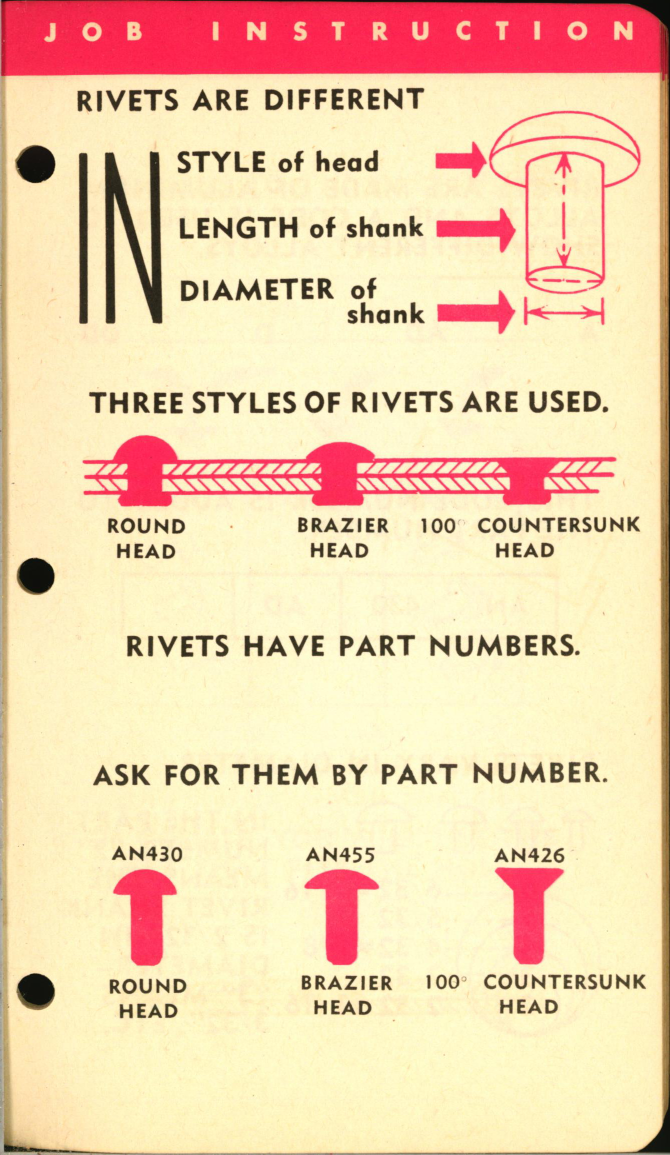 JOB INSTRUCTION
RIVETS ARE DIFFERENT
IN
STYLE of head
LENGTH of shank
DIAMETER of
shank
THREE STYLES OF RIVETS ARE USED.
ROUND
HEAD
BRAZIER
HEAD
100° COUNTERSUNK
HEAD
RIVETS HAVE PART NUMBERS.
ASK FOR THEM BY PART NUMBER.
AN430
AN455
AN426
ROUND
HEAD
BRAZIER
HEAD
100° COUNTERSUNK
HEAD